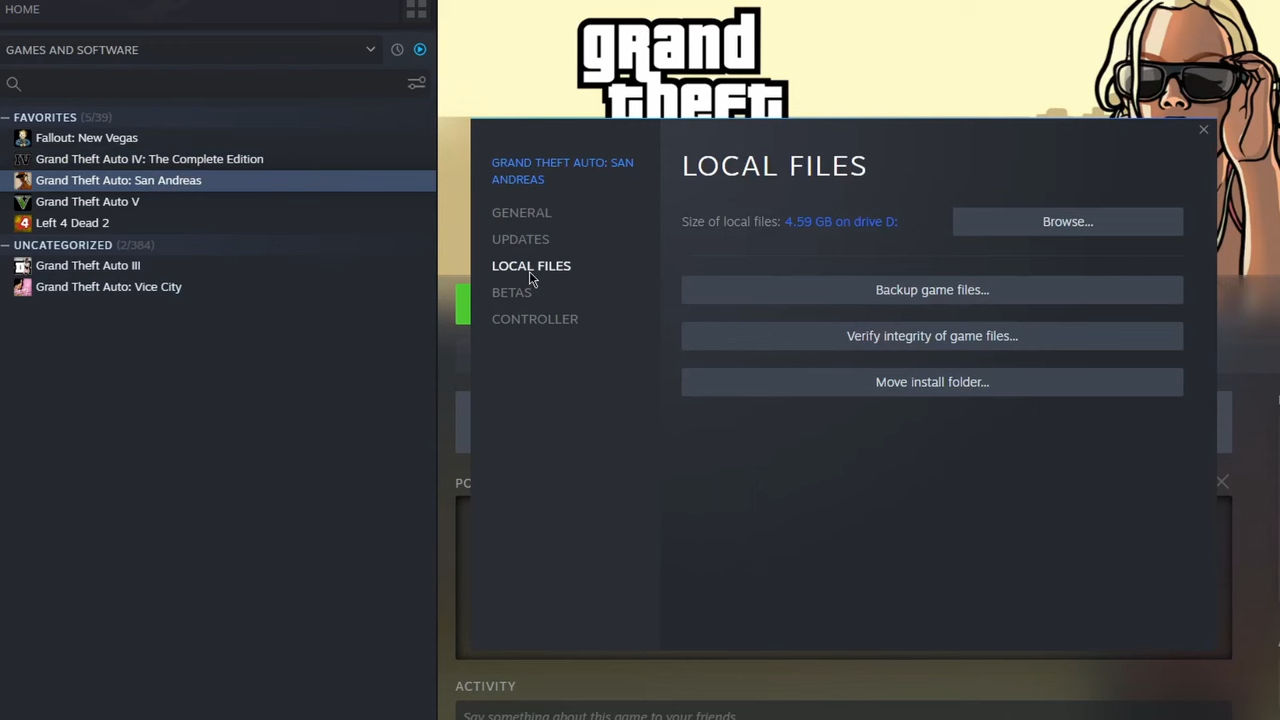 HOME
GAMES AND SOFTWARE
FAVORITES (5/39)
Fallout: New Vegas
Grand Theft Auto IV: The Complete Edition
Grand Theft Auto: San Andreas
Grand Theft Auto V
Left 4 Dead 2
UNCATEGORIZED (2/384)
Grand Theft Auto III
Grand Theft Auto: Vice City
grand
theft
GRAND THEFT AUTO: SAN
ANDREAS
GENERAL
UPDATES
LOCAL FILES
BETAS
CONTROLLER
LOCAL FILES
Size of local files: 4.59 GB on drive D:
Browse...
Backup game files...
Verify integrity of game files...
Move install folder...
PO
ACTIVITY
Say something about this game to your friends